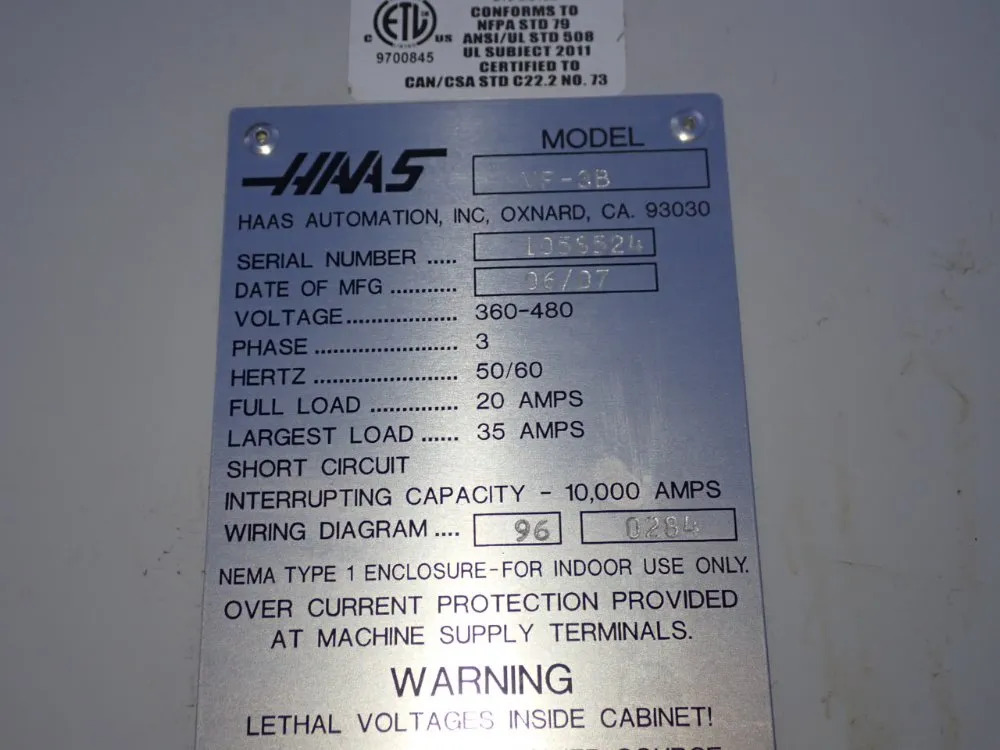 CONFORMS TO
NFPA STD 79
ANSI/UL STD 508
UL SUBJECT 2011
CERTIFIED TO
CAN/CSA STD C22.2 NO. 73
ETL
C US
9700845
HAAS
MODEL
HAAS AUTOMATION, INC, OXNARD, CA. 93030
SERIAL NUMBER .....
DATE OF MFG ........... 06/07
VOLTAGE.................. 360-480
PHASE ....................... 3
HERTZ ....................... 50/60
FULL LOAD .............. 20 AMPS
LARGEST LOAD ...... 35 AMPS
SHORT CIRCUIT
INTERRUPTING CAPACITY - 10,000 AMPS
WIRING DIAGRAM .... 96 0284
NEMA TYPE 1 ENCLOSURE-FOR INDOOR USE ONLY.
OVER CURRENT PROTECTION PROVIDED
AT MACHINE SUPPLY TERMINALS.
WARNING
LETHAL VOLTAGES INSIDE CABINET!